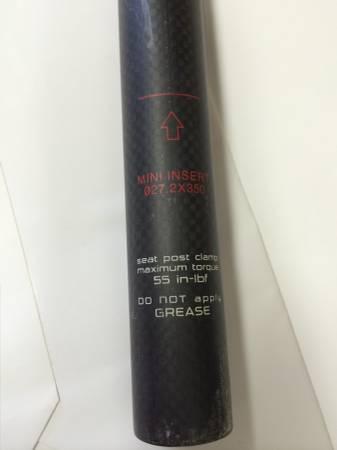 MINI INSERT
Ø27.2X350
seat post clamp
maximum torque
55 in-lbf
DO NOT apply
GREASE